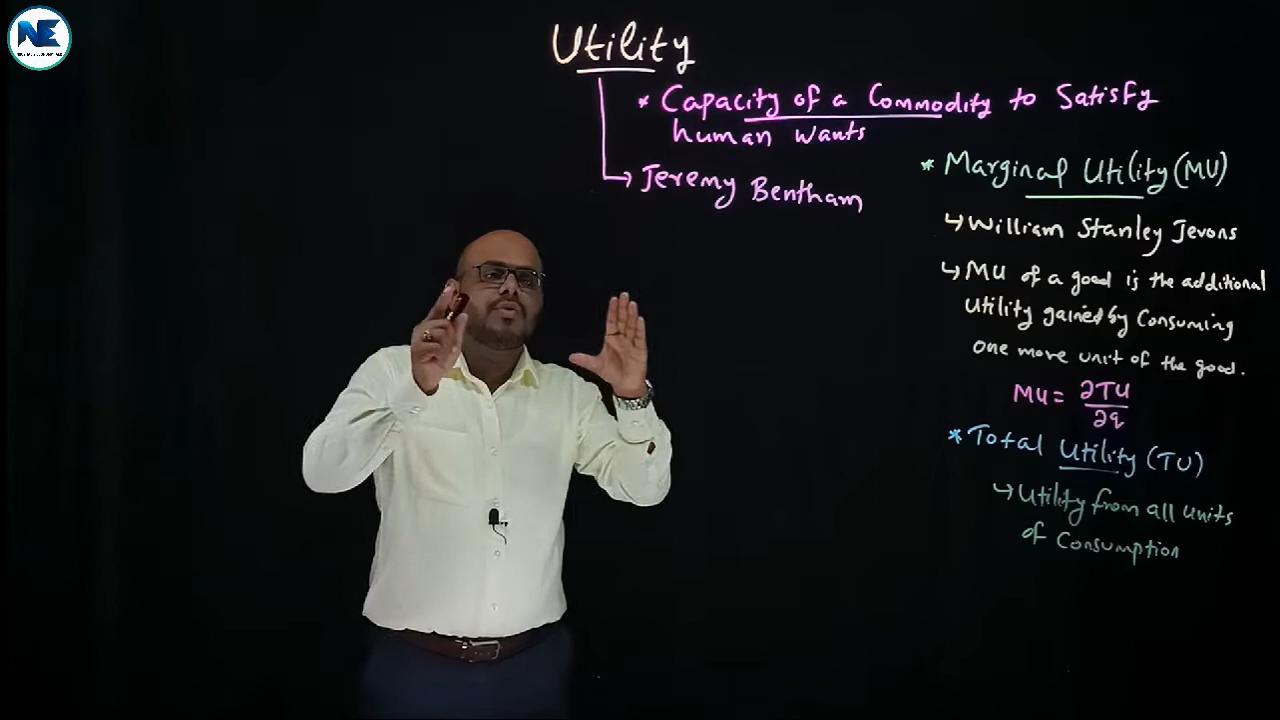 NE
Utility
* Capacity of a Commodity to Satisfy
human wants
↳ Jeremy Bentham
* Marginal Utility (MU)
↳ William Stanley Jevons
↳ MU of a good is the additional
Utility gained by Consuming
one more unit of the good.
MU = ∂TU/∂q
* Total Utility (TU)
↳ Utility from all units
of Consumption